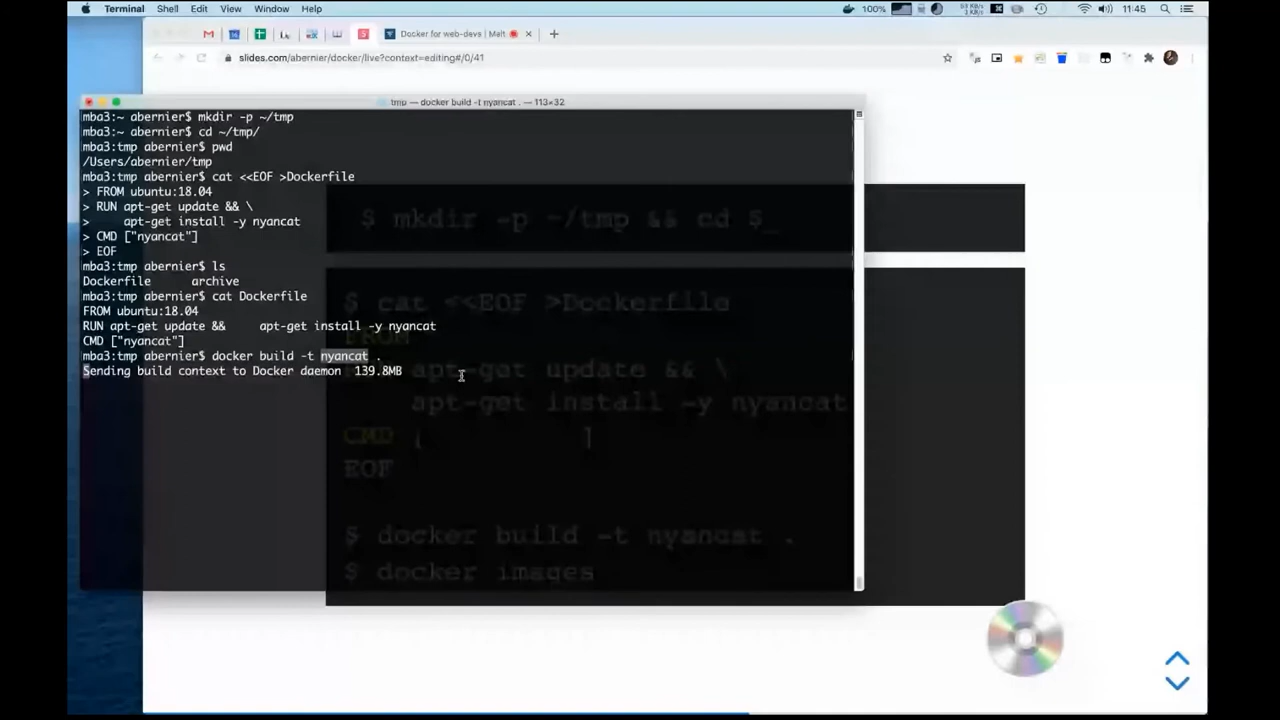 Terminal Shell Edit View Window Help 100% 11:45
Docker for web-devs | Malt
slides.com/abernier/docker/live?context=editing#/0/41
tmp — docker build -t nyancat . — 113×32
mba3:~ abernier$ mkdir -p ~/tmp
mba3:~ abernier$ cd ~/tmp/
mba3:tmp abernier$ pwd
/Users/abernier/tmp
mba3:tmp abernier$ cat <<EOF >Dockerfile
> FROM ubuntu:18.04
> RUN apt-get update && \
>     apt-get install -y nyancat
> CMD ["nyancat"]
> EOF
mba3:tmp abernier$ ls
Dockerfile      archive
mba3:tmp abernier$ cat Dockerfile
FROM ubuntu:18.04
RUN apt-get update &&     apt-get install -y nyancat
CMD ["nyancat"]
mba3:tmp abernier$ docker build -t nyancat .
Sending build context to Docker daemon  139.8MB
$ mkdir -p ~/tmp && cd $_
$ cat <<EOF >Dockerfile
FROM
apt-get update && \
apt-get install -y nyancat
CMD [ ]
EOF
$ docker build -t nyancat .
$ docker images